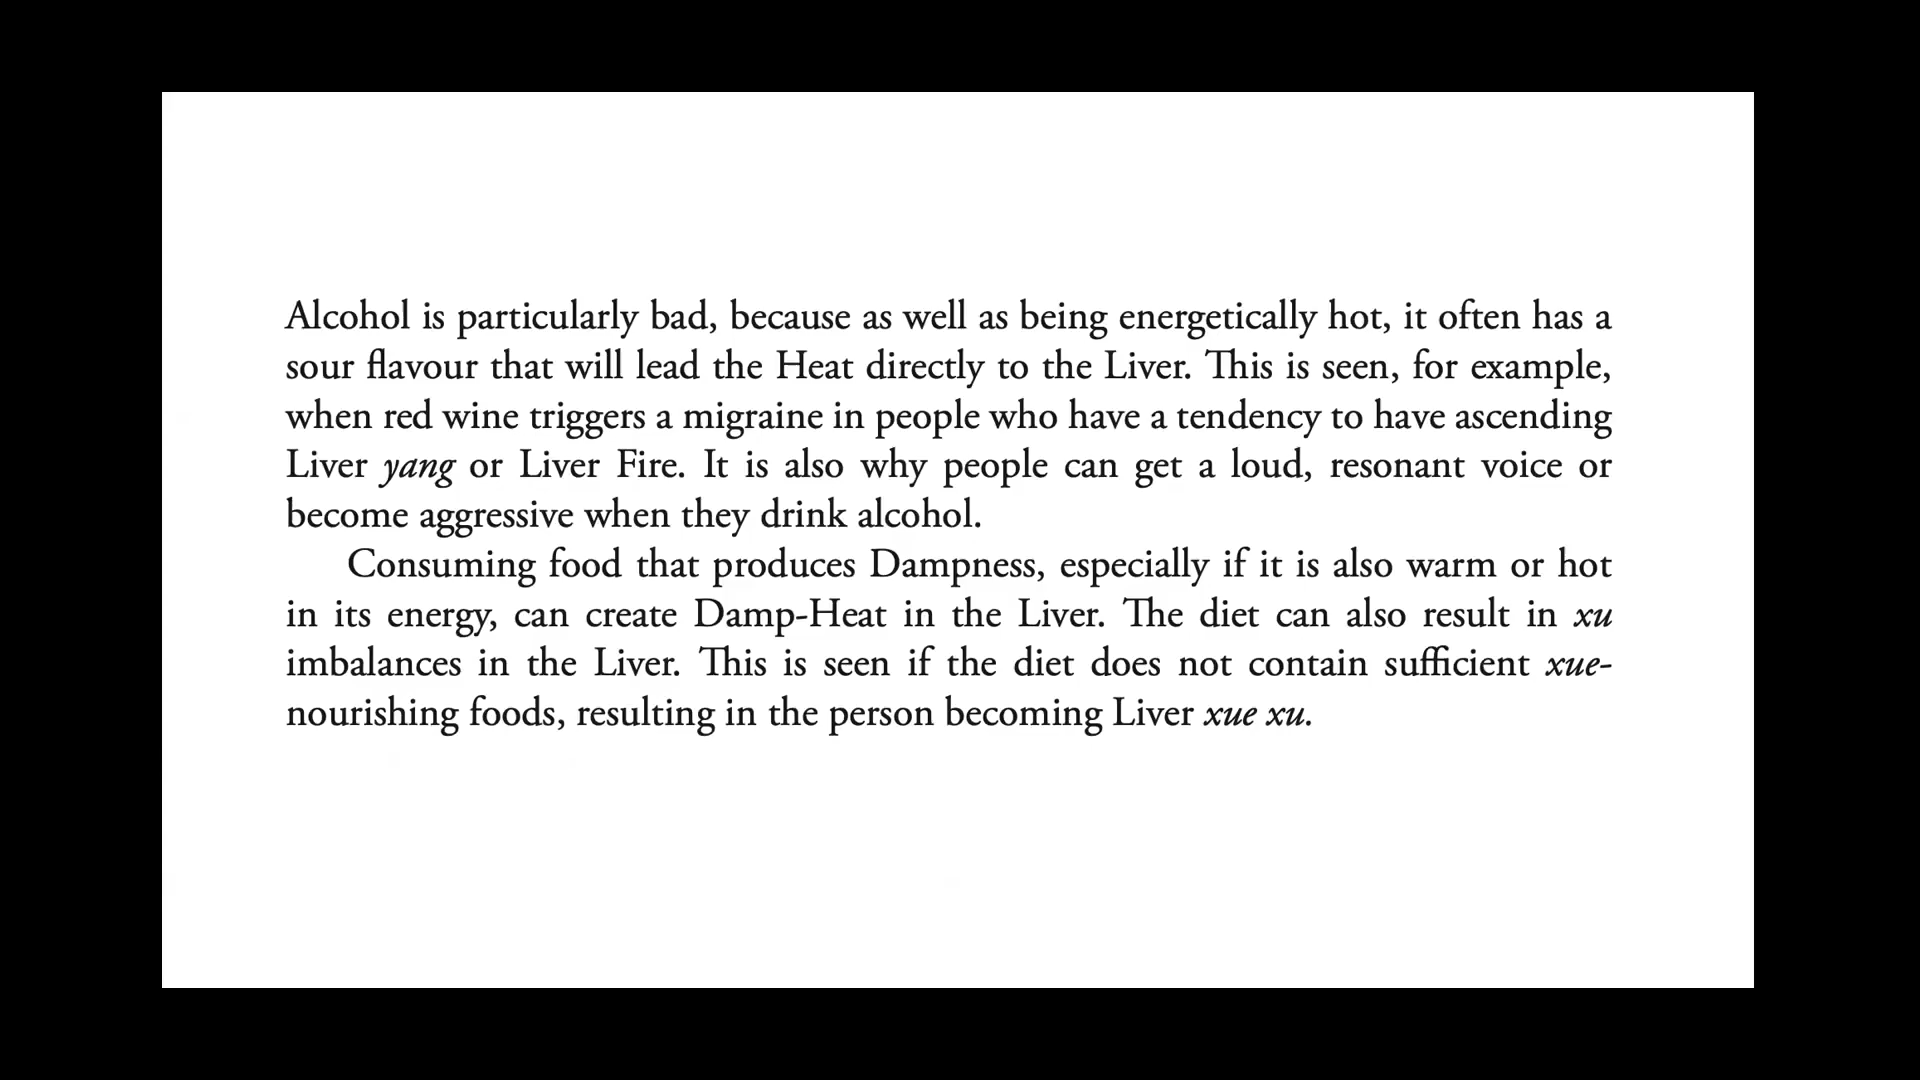 Alcohol is particularly bad, because as well as being energetically hot, it often has a
sour flavour that will lead the Heat directly to the Liver. This is seen, for example,
when red wine triggers a migraine in people who have a tendency to have ascending
Liver yang or Liver Fire. It is also why people can get a loud, resonant voice or
become aggressive when they drink alcohol.
Consuming food that produces Dampness, especially if it is also warm or hot
in its energy, can create Damp-Heat in the Liver. The diet can also result in xu
imbalances in the Liver. This is seen if the diet does not contain sufficient xue-
nourishing foods, resulting in the person becoming Liver xue xu.